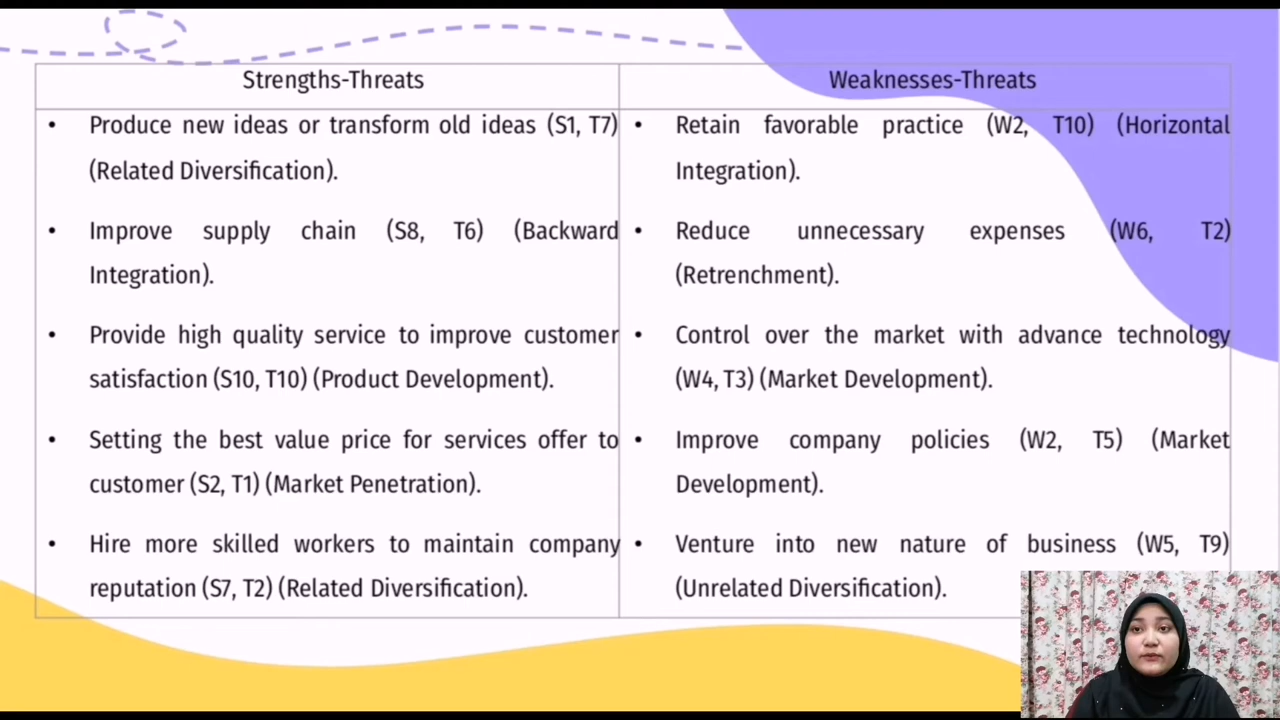 Strengths-Threats
• Produce new ideas or transform old ideas (S1, T7)
(Related Diversification).
• Improve supply chain (S8, T6) (Backward
Integration).
• Provide high quality service to improve customer
satisfaction (S10, T10) (Product Development).
• Setting the best value price for services offer to
customer (S2, T1) (Market Penetration).
• Hire more skilled workers to maintain company
reputation (S7, T2) (Related Diversification).
Weaknesses-Threats
• Retain favorable practice (W2, T10) (Horizontal
Integration).
• Reduce unnecessary expenses (W6, T2)
(Retrenchment).
• Control over the market with advance technology
(W4, T3) (Market Development).
• Improve company policies (W2, T5) (Market
Development).
• Venture into new nature of business (W5, T9)
(Unrelated Diversification).